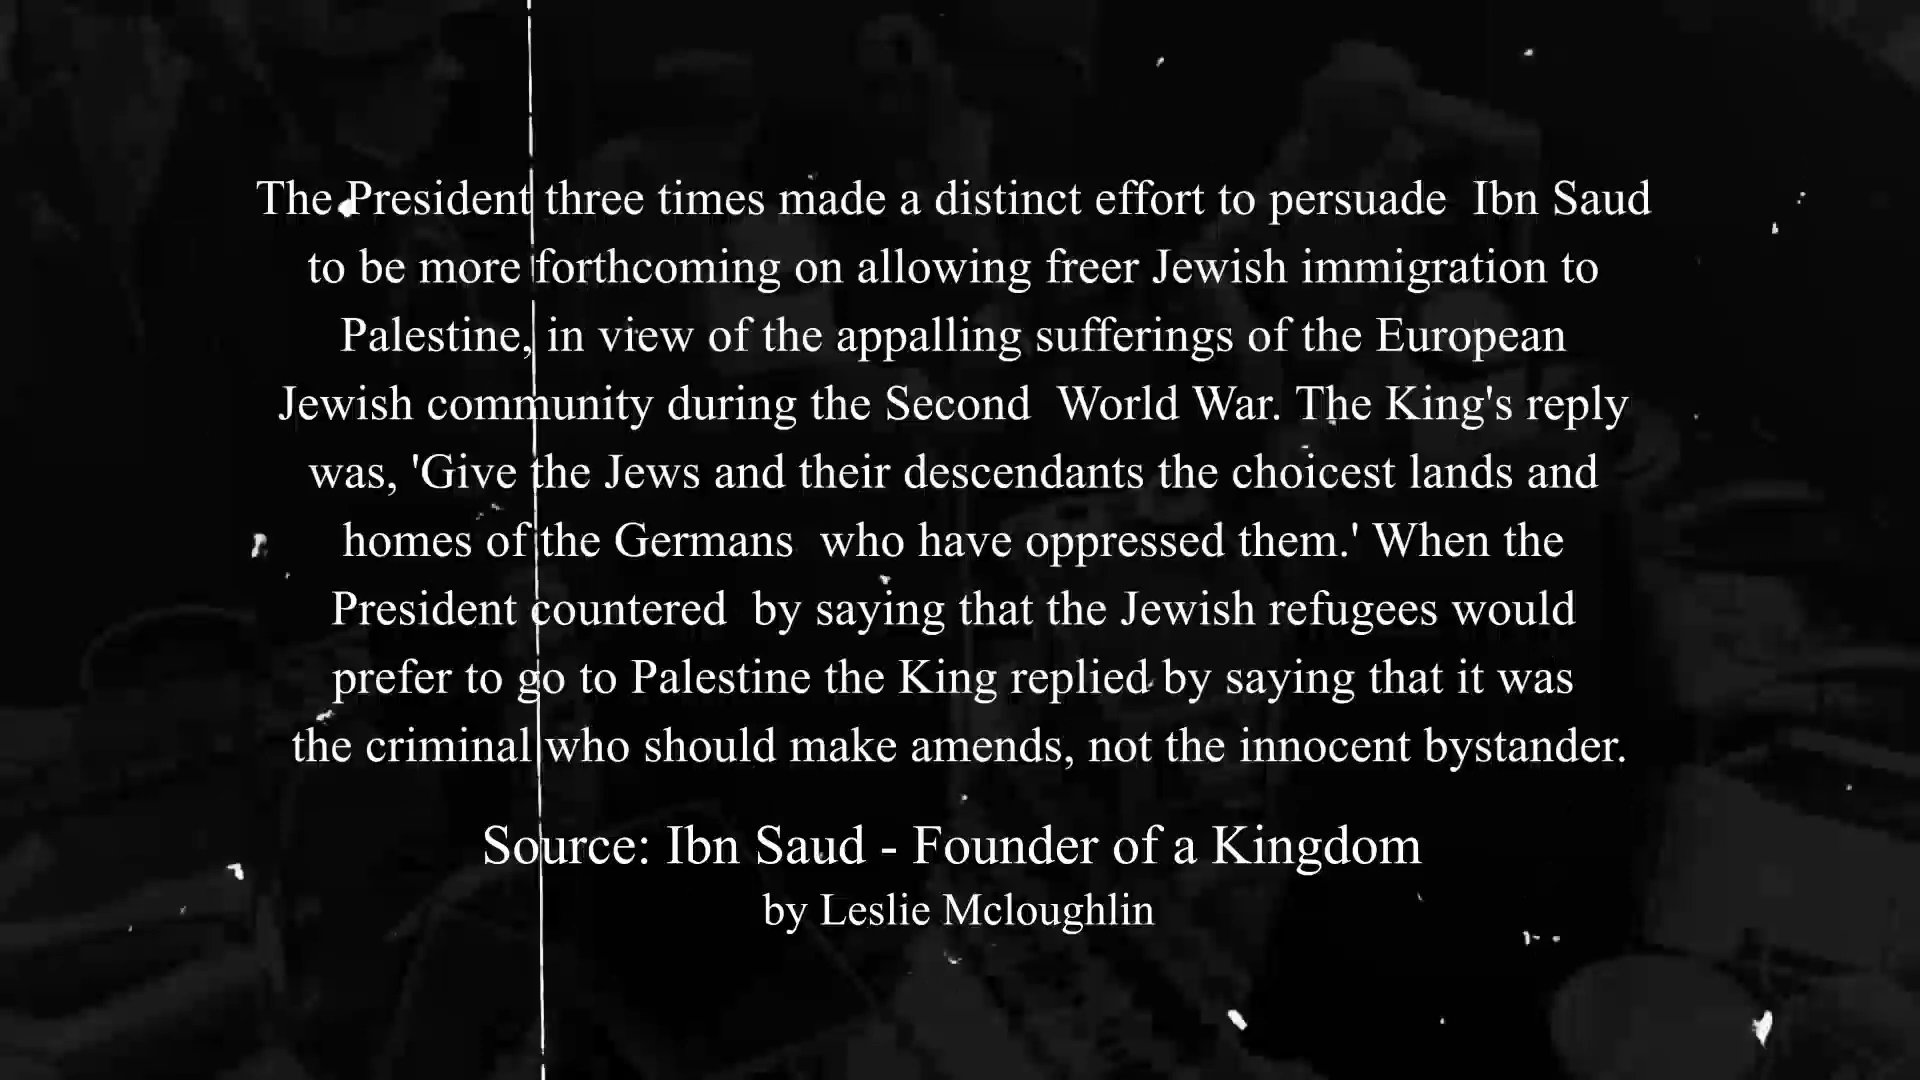 The President three times made a distinct effort to persuade Ibn Saud
to be more forthcoming on allowing freer Jewish immigration to
Palestine, in view of the appalling sufferings of the European
Jewish community during the Second World War. The King's reply
was, 'Give the Jews and their descendants the choicest lands and
homes of the Germans who have oppressed them.' When the
President countered by saying that the Jewish refugees would
prefer to go to Palestine the King replied by saying that it was
the criminal who should make amends, not the innocent bystander.
Source: Ibn Saud - Founder of a Kingdom
by Leslie Mcloughlin